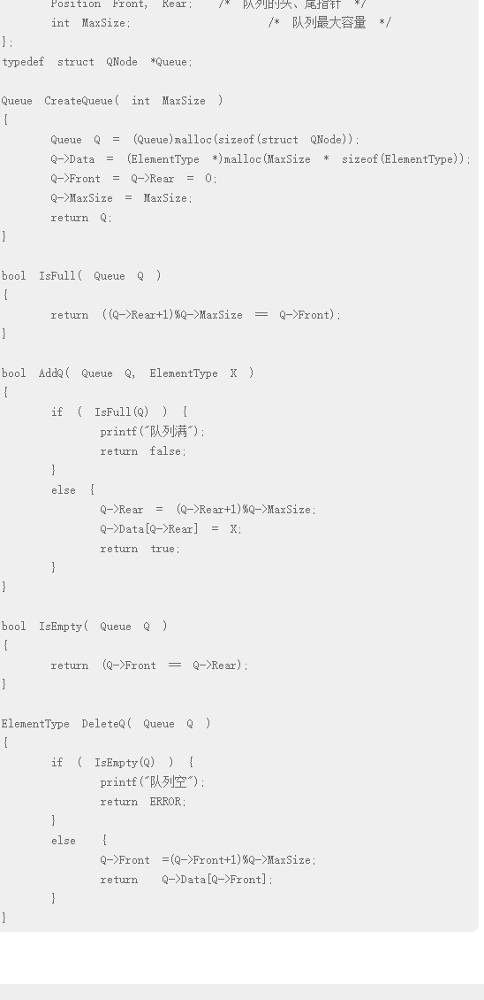 Position Front, Rear; /* 队列的头、尾指针 */
int MaxSize; /* 队列最大容量 */
};
typedef struct QNode *Queue;
Queue CreateQueue( int MaxSize )
{
Queue Q = (Queue)malloc(sizeof(struct QNode));
Q->Data = (ElementType *)malloc(MaxSize * sizeof(ElementType));
Q->Front = Q->Rear = 0;
Q->MaxSize = MaxSize;
return Q;
}
bool IsFull( Queue Q )
{
return ((Q->Rear+1)%Q->MaxSize == Q->Front);
}
bool AddQ( Queue Q, ElementType X )
{
if ( IsFull(Q) ) {
printf("队列满");
return false;
}
else {
Q->Rear = (Q->Rear+1)%Q->MaxSize;
Q->Data[Q->Rear] = X;
return true;
}
}
bool IsEmpty( Queue Q )
{
return (Q->Front == Q->Rear);
}
ElementType DeleteQ( Queue Q )
{
if ( IsEmpty(Q) ) {
printf("队列空");
return ERROR;
}
else {
Q->Front =(Q->Front+1)%Q->MaxSize;
return Q->Data[Q->Front];
}
}